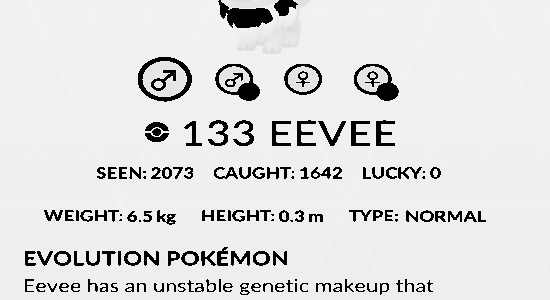 133 EEVEE
SEEN: 2073 CAUGHT: 1642 LUCKY: 0
WEIGHT: 6.5 kg HEIGHT: 0.3 m TYPE: NORMAL
EVOLUTION POKÉMON
Eevee has an unstable genetic makeup that